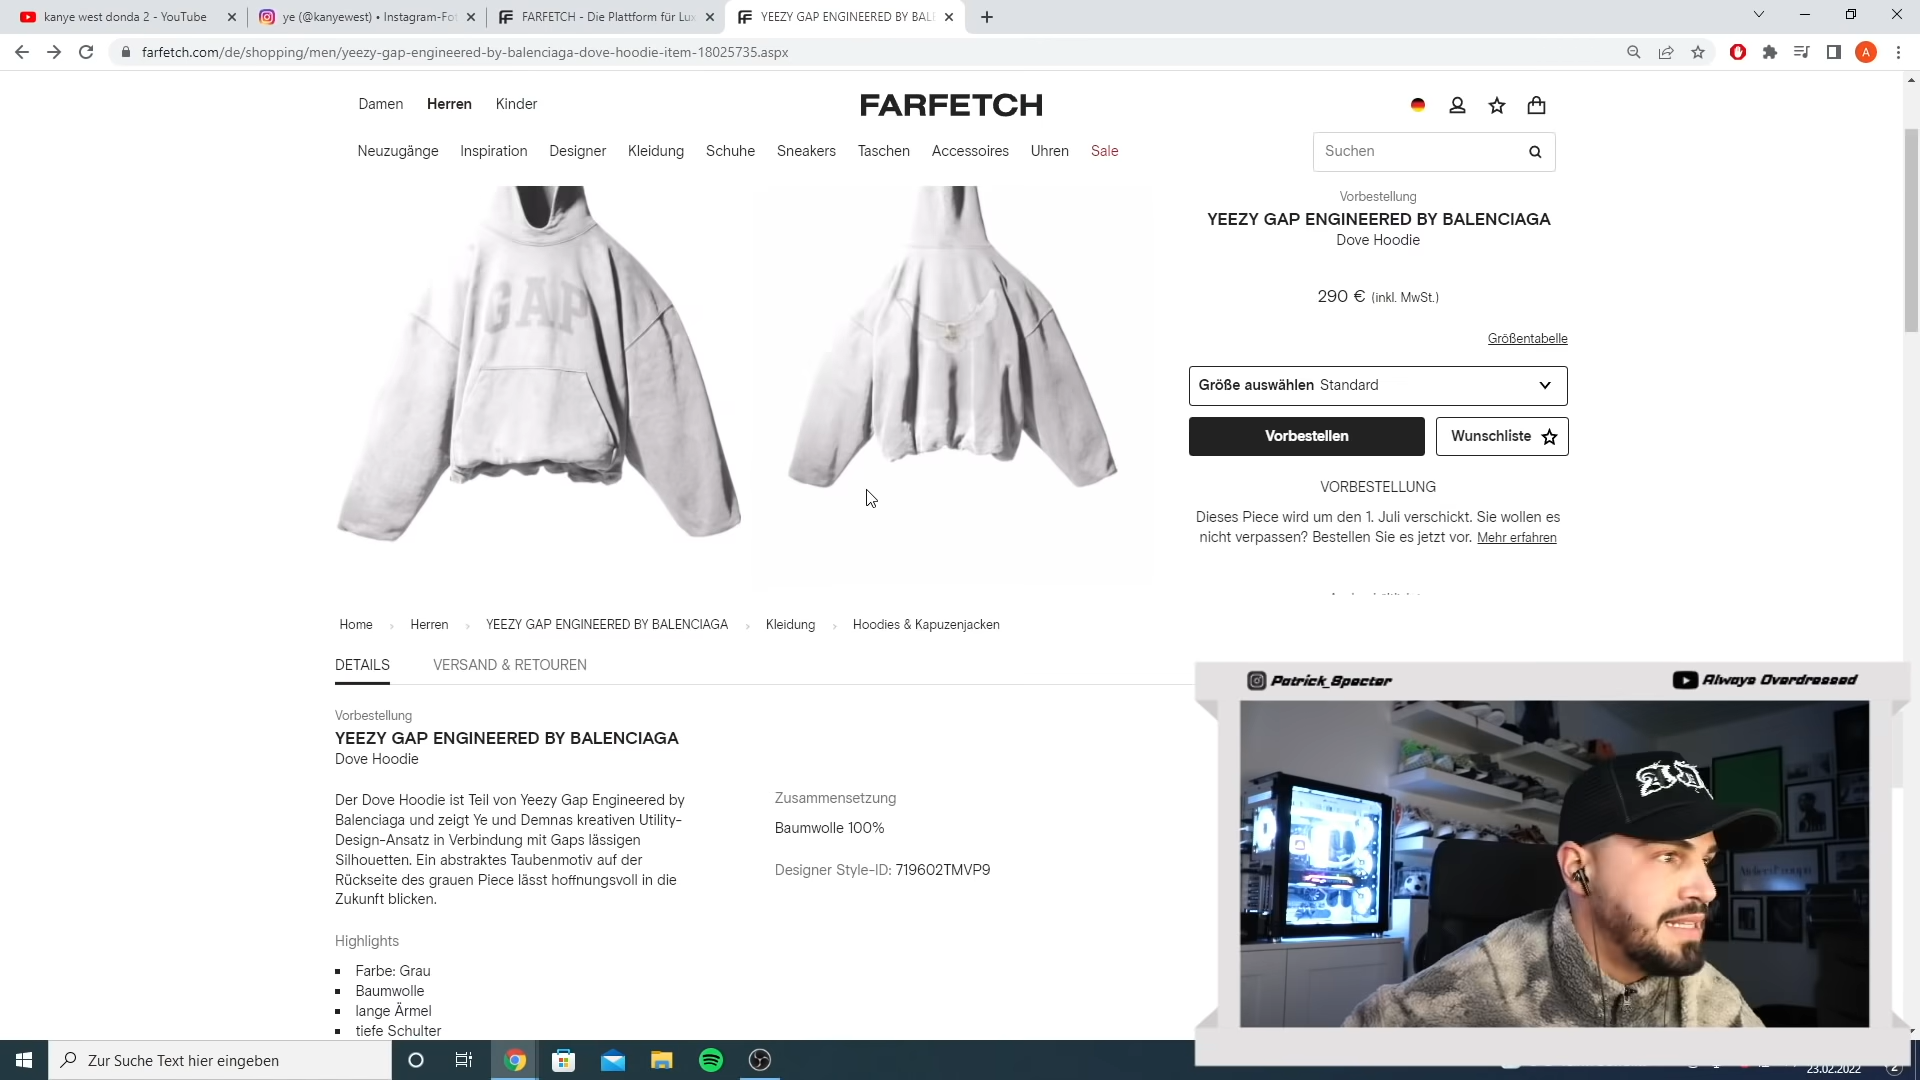 kanye west donda 2 - YouTube
ye (@kanyewest) • Instagram-Fot
FARFETCH - Die Plattform für Lux
YEEZY GAP ENGINEERED BY BALE
farfetch.com/de/shopping/men/yeezy-gap-engineered-by-balenciaga-dove-hoodie-item-18025735.aspx
A
Damen Herren Kinder
FARFETCH
Neuzugänge Inspiration Designer Kleidung Schuhe Sneakers Taschen Accessoires Uhren Sale
Suchen
GAP
Vorbestellung
YEEZY GAP ENGINEERED BY BALENCIAGA
Dove Hoodie
290 € (inkl. MwSt.)
Größentabelle
Größe auswählen Standard
Vorbestellen
Wunschliste
VORBESTELLUNG
Dieses Piece wird um den 1. Juli verschickt. Sie wollen es
nicht verpassen? Bestellen Sie es jetzt vor. Mehr erfahren
Home › Herren › YEEZY GAP ENGINEERED BY BALENCIAGA › Kleidung › Hoodies & Kapuzenjacken
DETAILS
VERSAND & RETOUREN
Vorbestellung
YEEZY GAP ENGINEERED BY BALENCIAGA
Dove Hoodie
Der Dove Hoodie ist Teil von Yeezy Gap Engineered by
Balenciaga und zeigt Ye und Demnas kreativen Utility-
Design-Ansatz in Verbindung mit Gaps lässigen
Silhouetten. Ein abstraktes Taubenmotiv auf der
Rückseite des grauen Piece lässt hoffnungsvoll in die
Zukunft blicken.
Zusammensetzung
Baumwolle 100%
Designer Style-ID: 719602TMVP9
Highlights
Farbe: Grau
Baumwolle
lange Ärmel
tiefe Schulter
Patrick_Specter
Always Overdressed
Zur Suche Text hier eingeben
23.02.2022
2